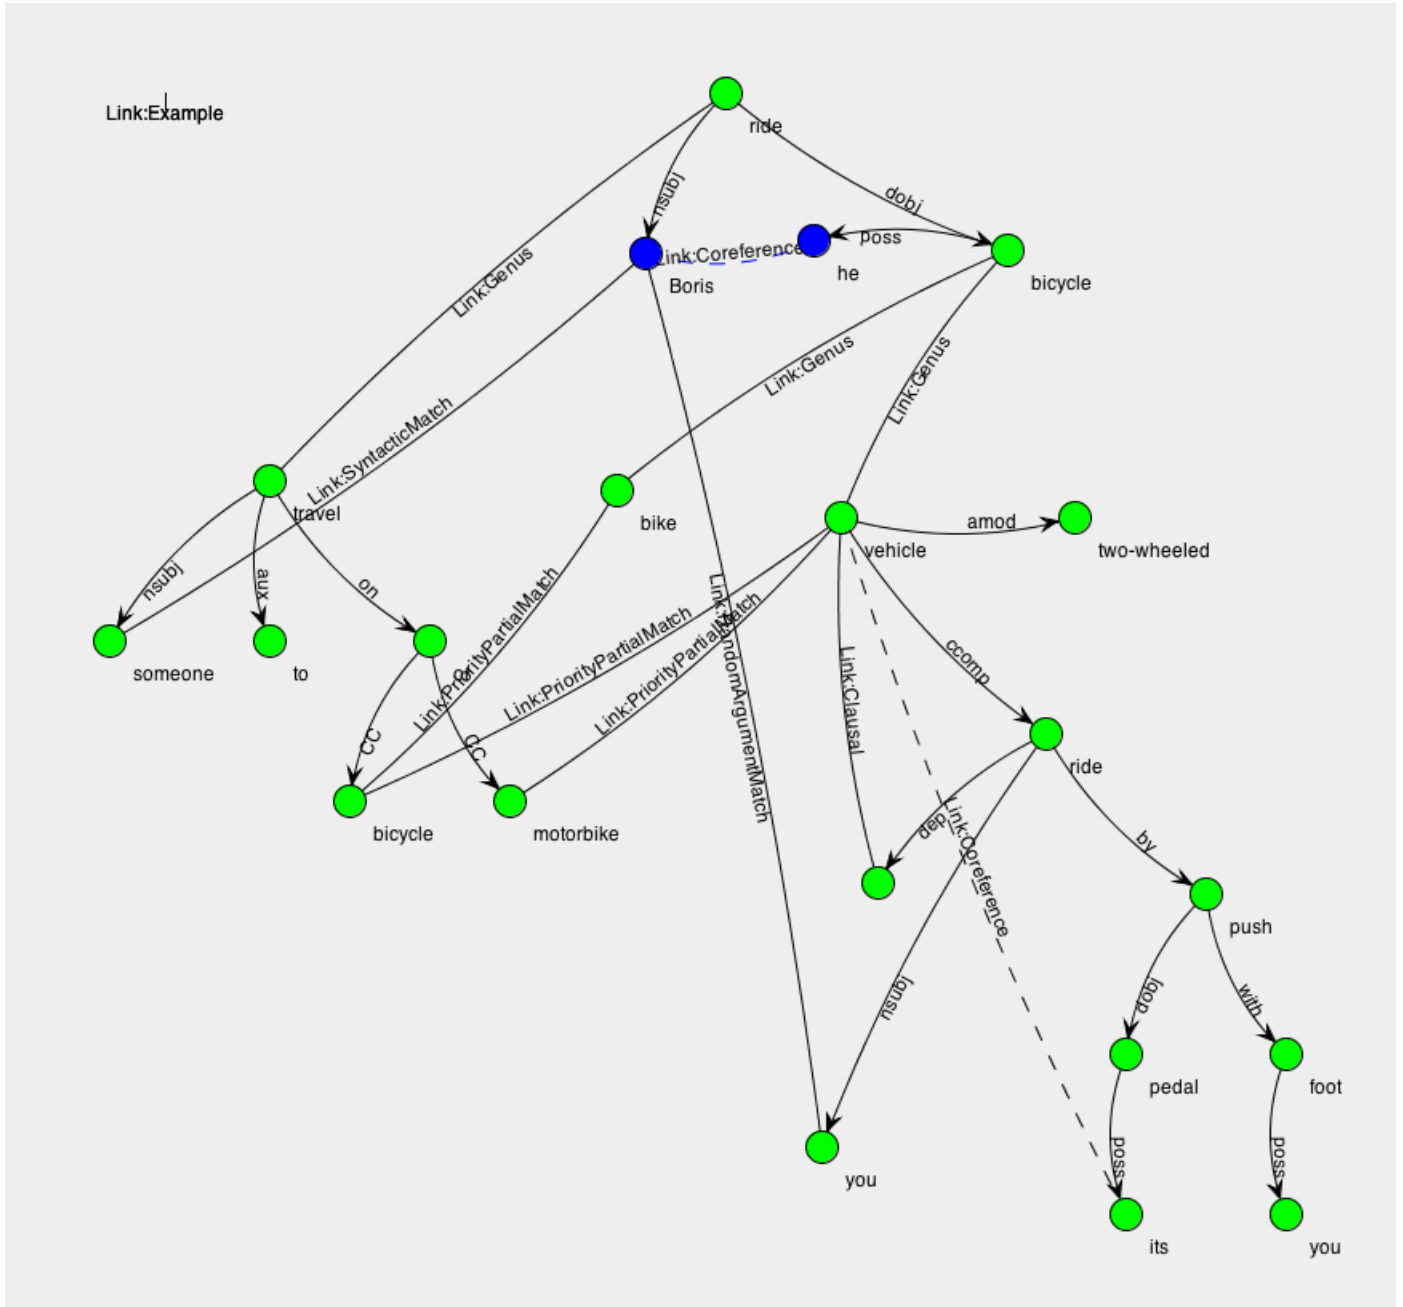 Link:Example
ride
nsubj
dobj
poss
Link:Coreference
he
Boris
bicycle
Link:Genus
Link:Genus
Link:Genus
Link:SyntacticMatch
travel
bike
vehicle
amod
two-wheeled
nsubj
aux
on
Link:PriorityPartialMatch
Link:PriorityPartialMatch
Link:PriorityPartialMatch
Link:RandomArgumentMatch
someone
to
Link:Clausal
ccomp
CC
CC
ride
bicycle
motorbike
dep
Link:Coreference
by
push
nsubj
dobj
with
pedal
foot
poss
poss
you
its
you